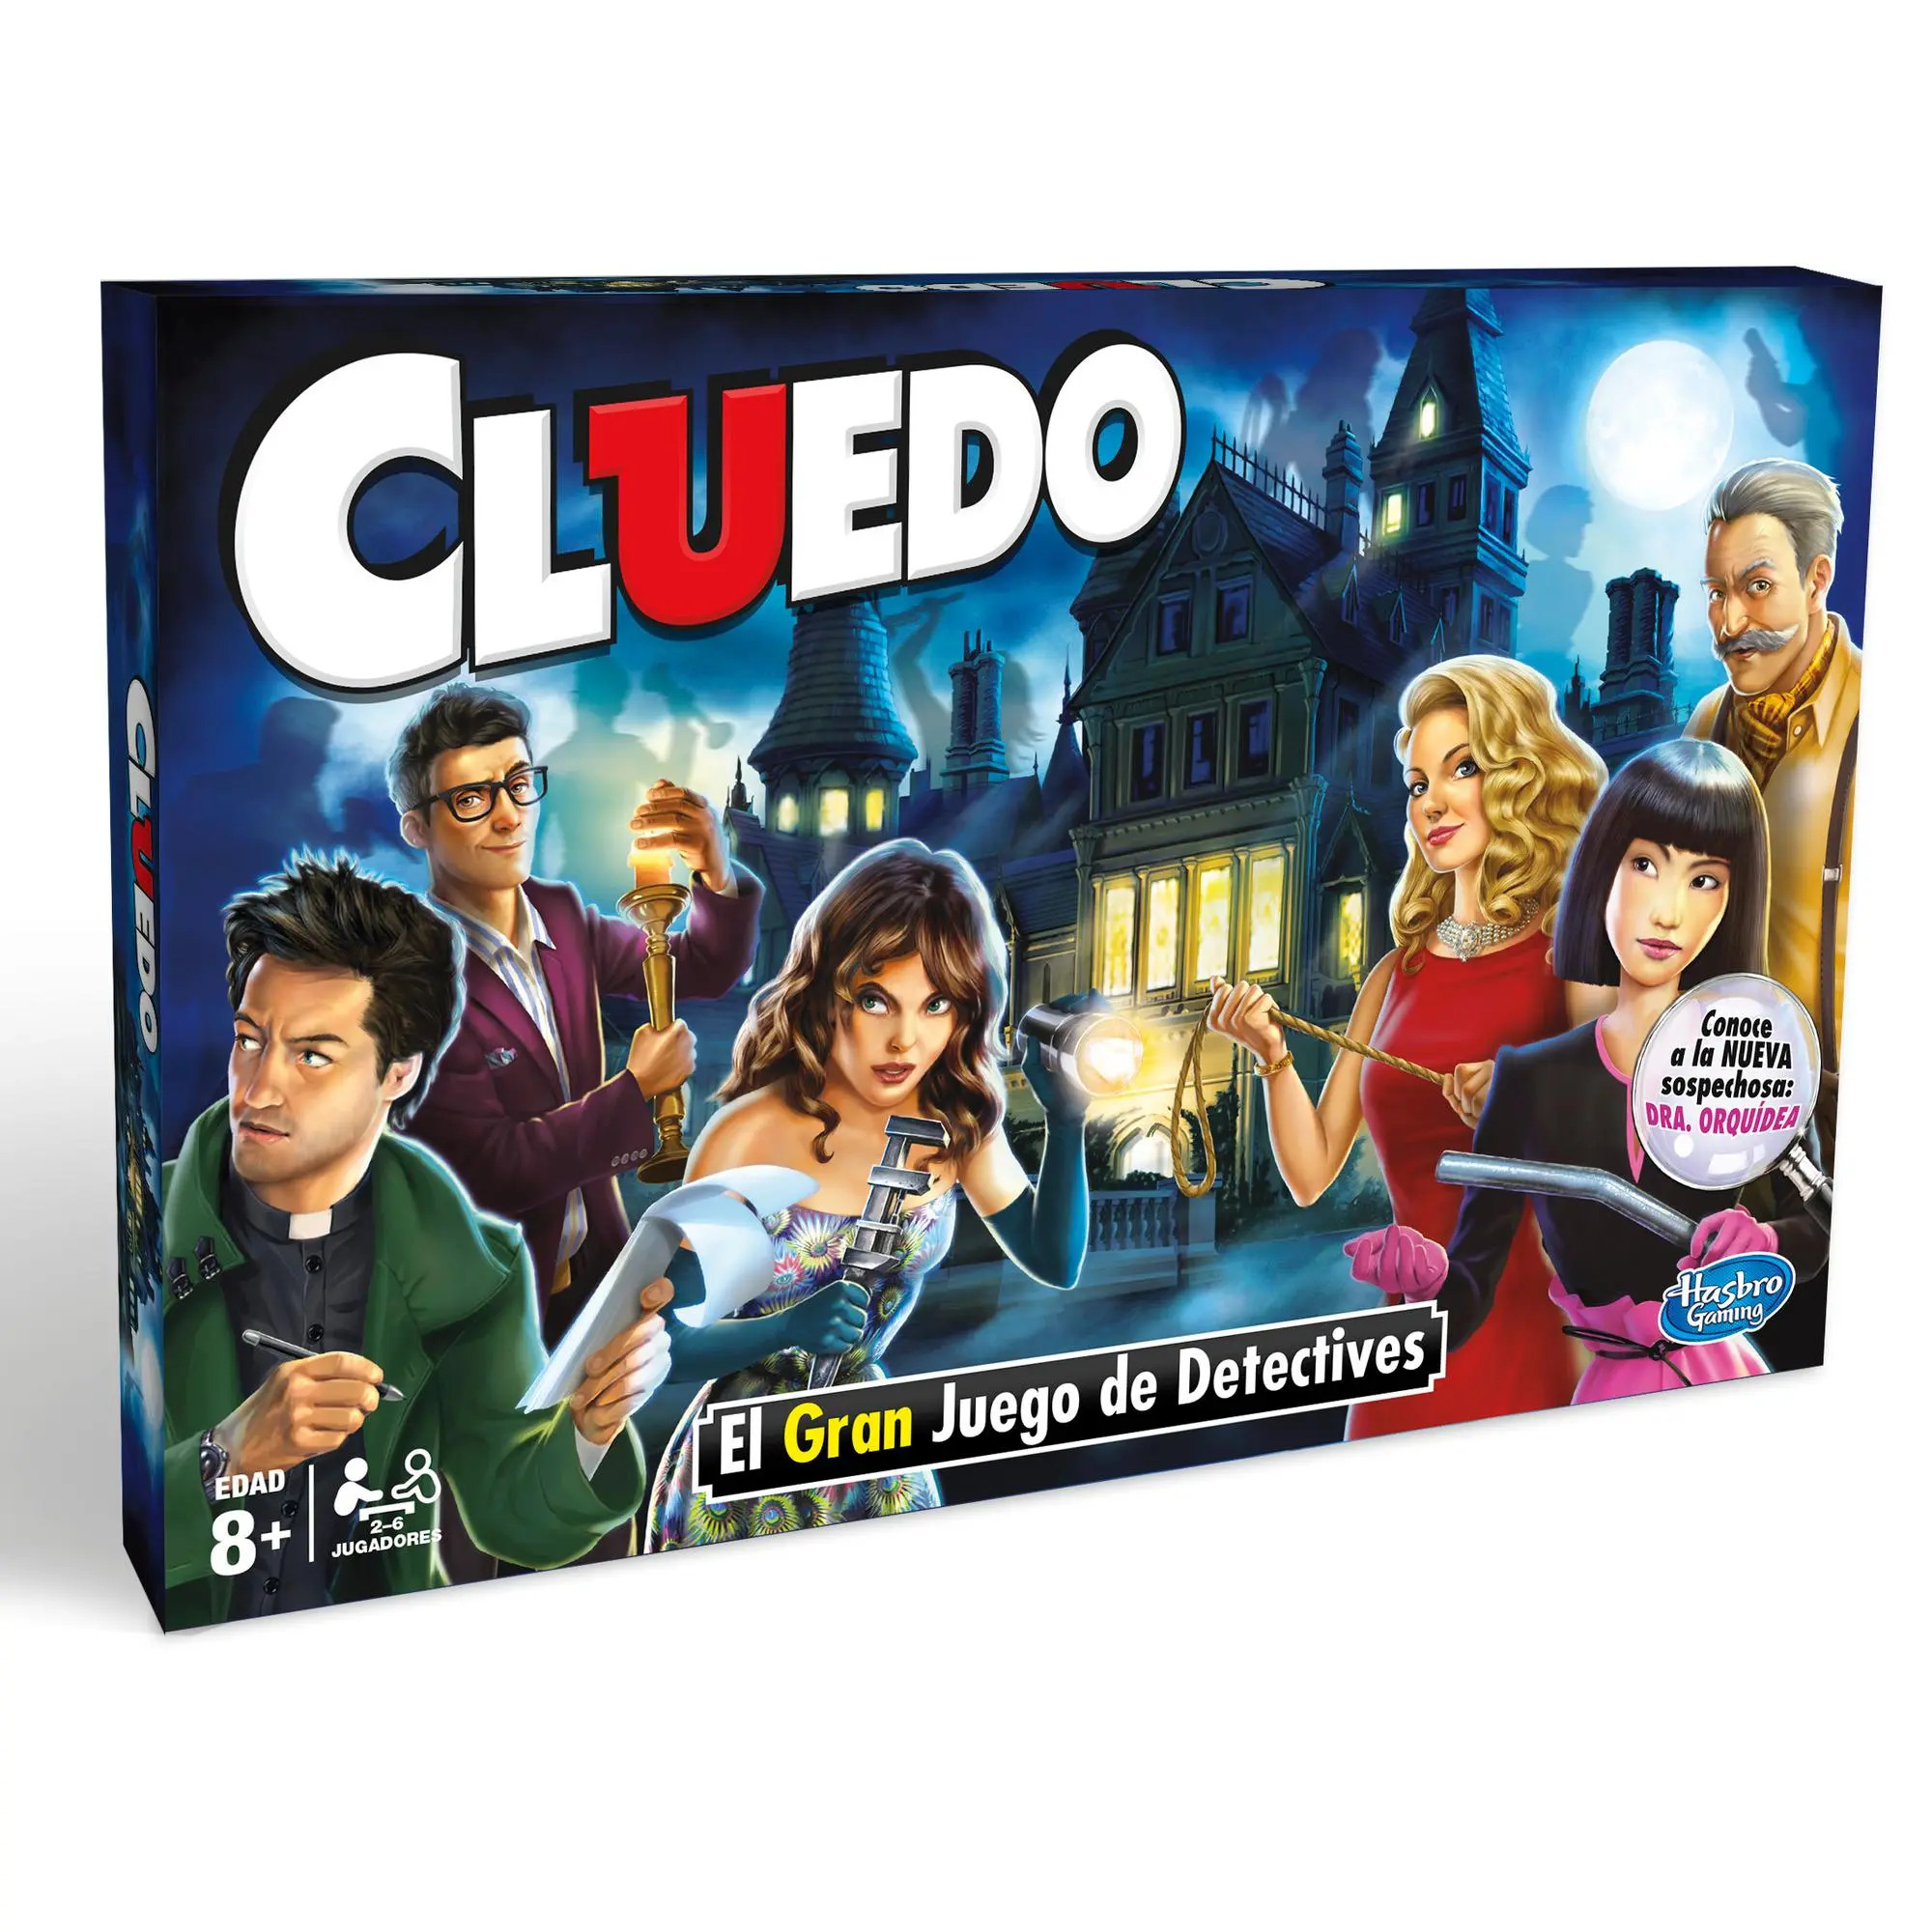 CLUEDO
CLUEDO
CLUEDO
Conoce
a la NUEVA
sospechosa:
DRA. ORQUÍDEA
Hasbro
Gaming
El Gran Juego de Detectives
EDAD
8+
2-6
JUGADORES